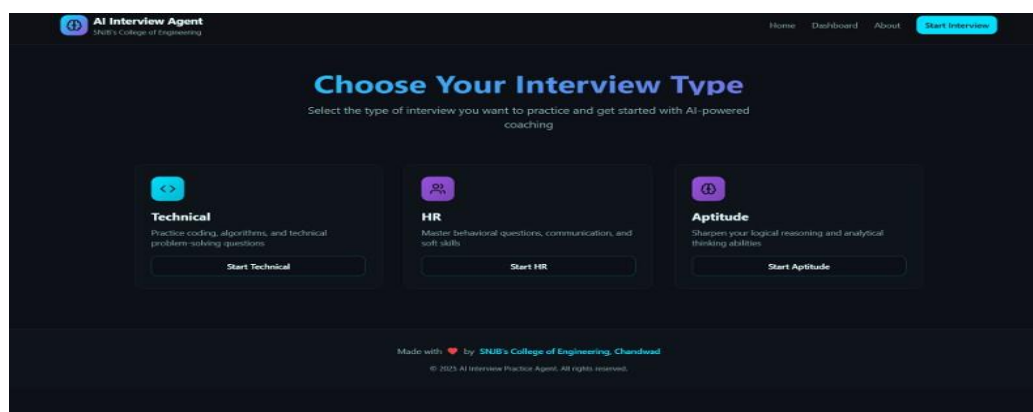 AI Interview Agent
SNJB's College of Engineering
Home Dashboard About Start Interview
Choose Your Interview Type
Select the type of interview you want to practice and get started with AI-powered
coaching
Technical
Practice coding, algorithms, and technical
problem-solving questions
Start Technical
HR
Master behavioral questions, communication, and
soft skills
Start HR
Aptitude
Sharpen your logical reasoning and analytical
thinking abilities
Start Aptitude
Made with ❤ by SNJB's College of Engineering, Chandwad
© 2025 AI Interview Practice Agent. All rights reserved.